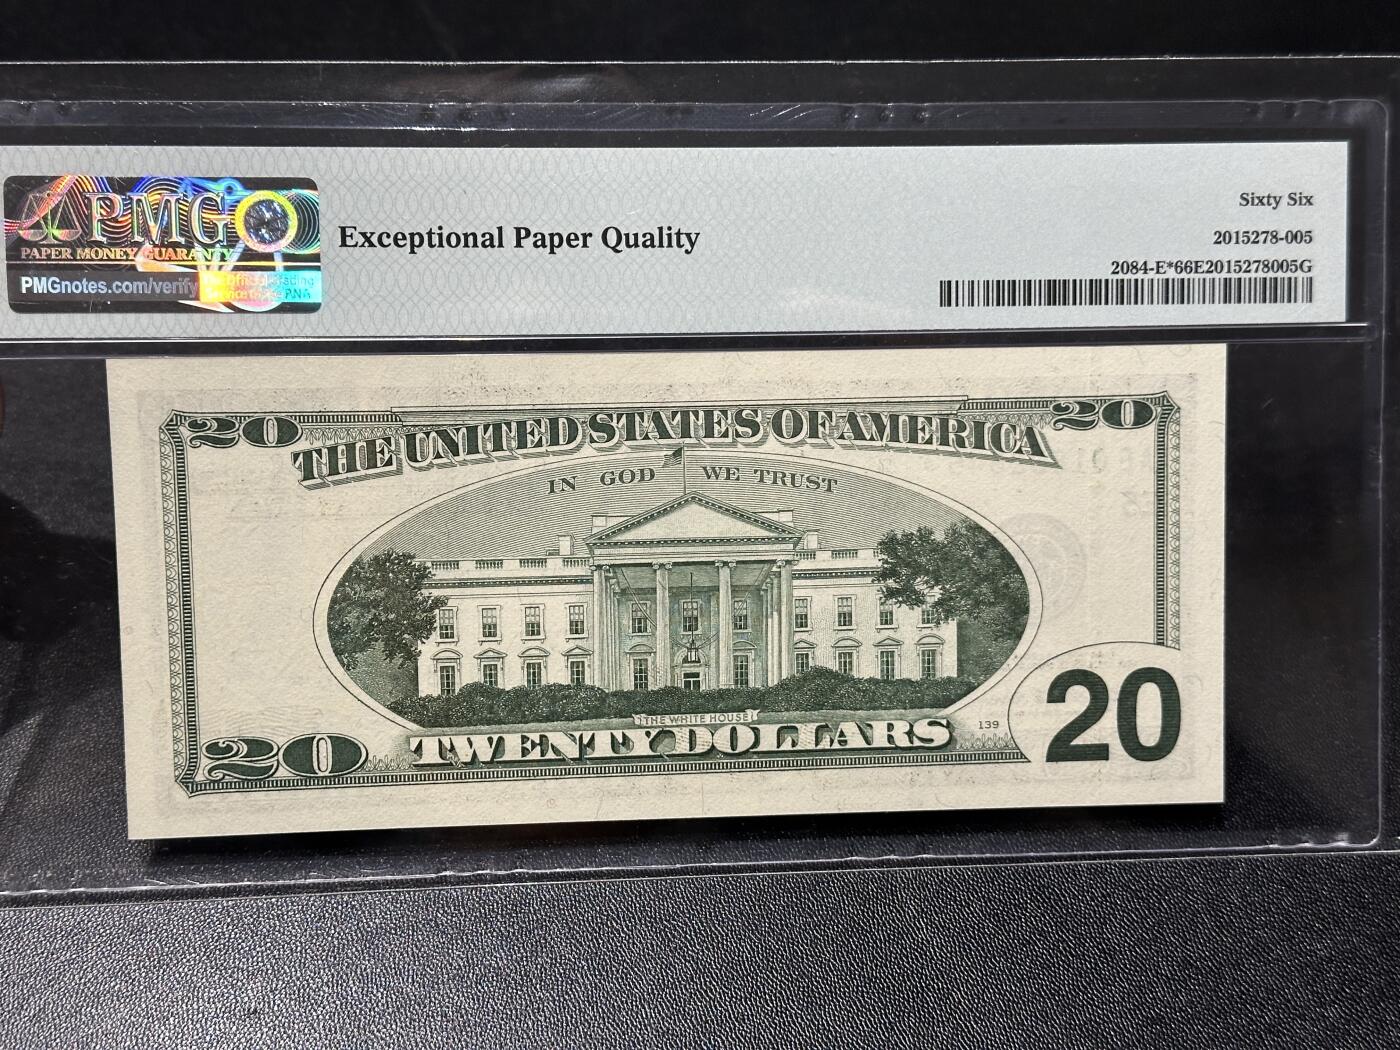 PMG
PAPER MONEY GUARANTY
PMGnotes.com/verify
Exceptional Paper Quality
Sixty Six
2015278-005
2084-E*66E2015278005G
20
20
THE UNITED STATES OF AMERICA
IN GOD WE TRUST
THE WHITE HOUSE
20
TWENTY DOLLARS
139
20